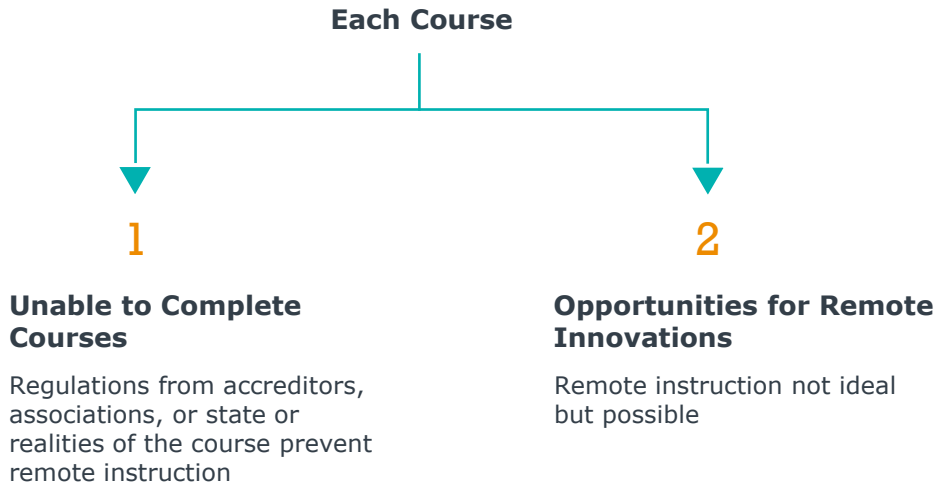 Each Course
1
Unable to Complete
Courses
Regulations from accreditors,
associations, or state or
realities of the course prevent
remote instruction
2
Opportunities for Remote
Innovations
Remote instruction not ideal
but possible